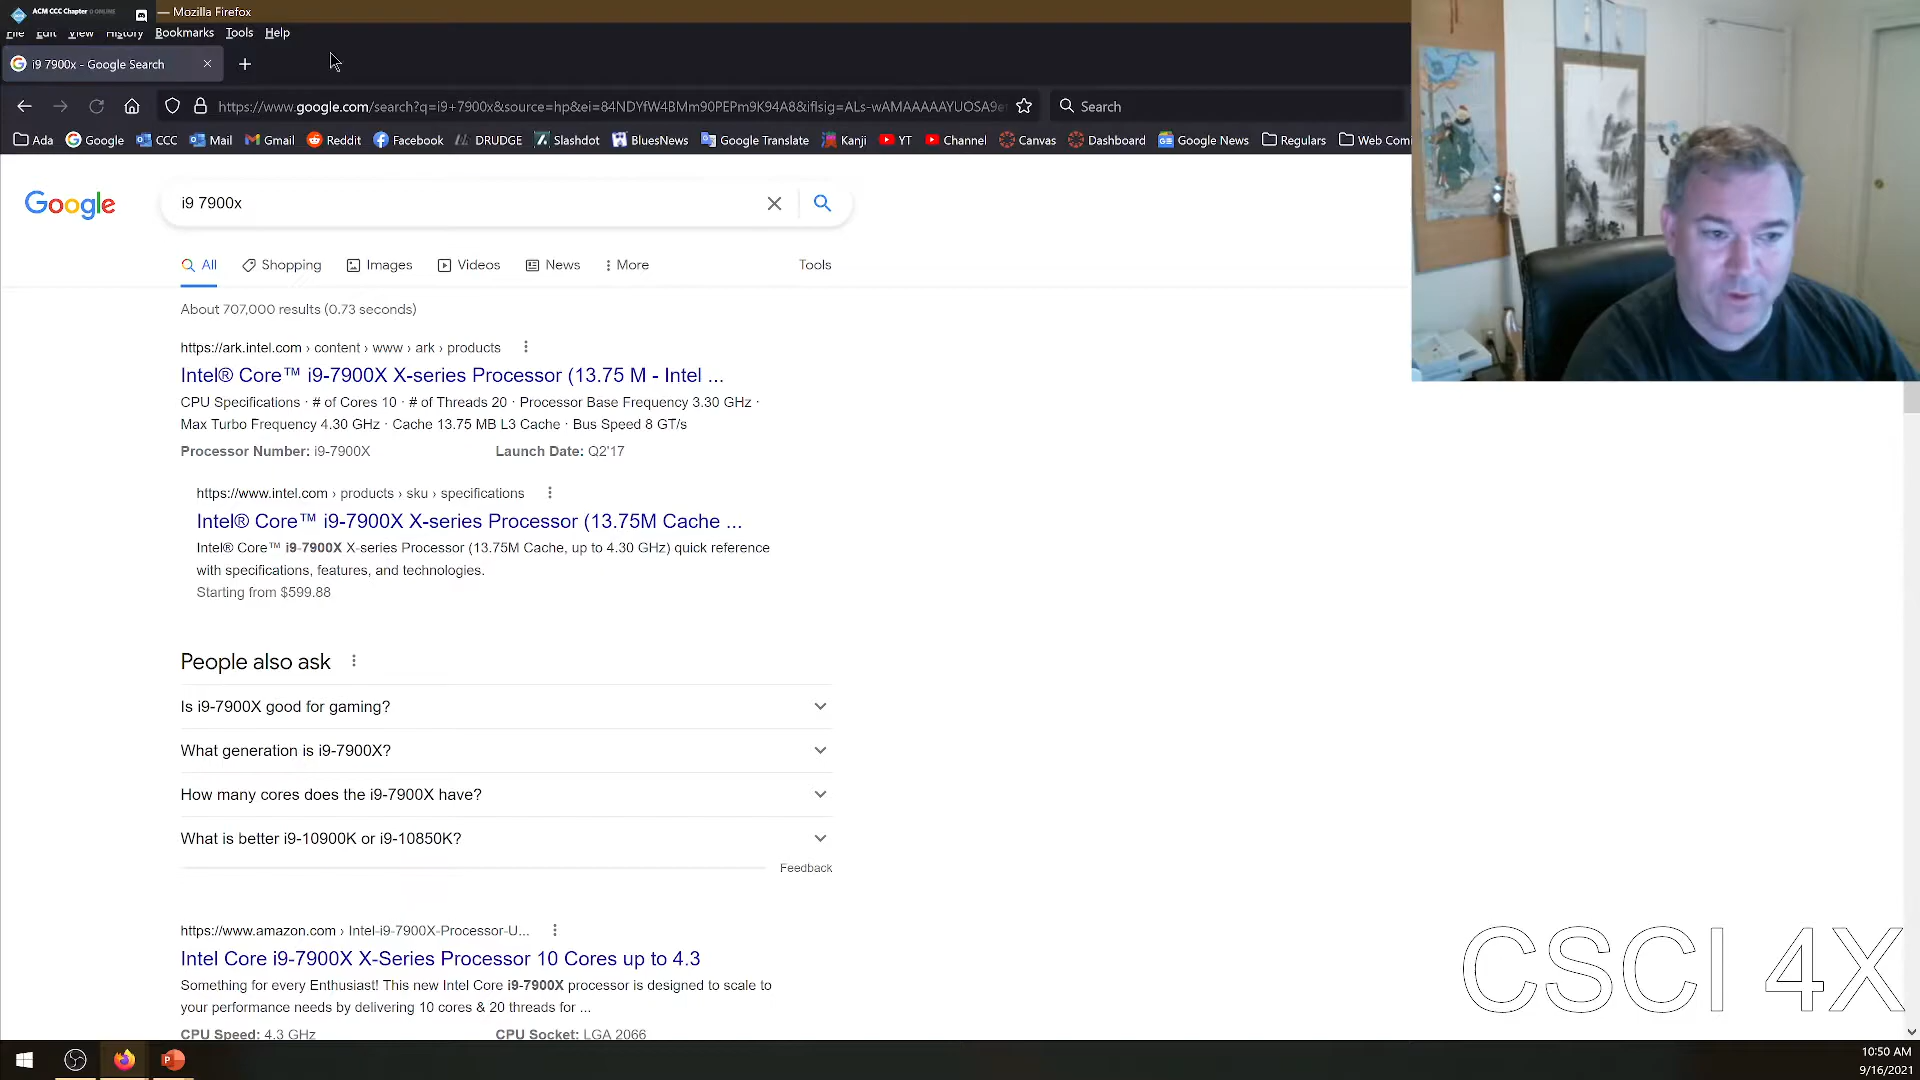 ACM CCC Chapter 0 ONLINE
— Mozilla Firefox
File Edit View History Bookmarks Tools Help
i9 7900x - Google Search
https://www.google.com/search?q=i9+7900x&source=hp&ei=84NDYfW4BMm90PEPm9K94A8&iflsig=ALs-wAMAAAAAYUOSA9e
Search
Ada Google CCC Mail Gmail Reddit Facebook DRUDGE Slashdot BluesNews Google Translate Kanji YT Channel Canvas Dashboard Google News Regulars Web Comi
Google
i9 7900x
All Shopping Images Videos News More Tools
About 707,000 results (0.73 seconds)
https://ark.intel.com › content › www › ark › products
Intel® Core™ i9-7900X X-series Processor (13.75 M - Intel ...
CPU Specifications · # of Cores 10 · # of Threads 20 · Processor Base Frequency 3.30 GHz ·
Max Turbo Frequency 4.30 GHz · Cache 13.75 MB L3 Cache · Bus Speed 8 GT/s
Processor Number: i9-7900X Launch Date: Q2'17
https://www.intel.com › products › sku › specifications
Intel® Core™ i9-7900X X-series Processor (13.75M Cache ...
Intel® Core™ i9-7900X X-series Processor (13.75M Cache, up to 4.30 GHz) quick reference
with specifications, features, and technologies.
Starting from $599.88
People also ask
Is i9-7900X good for gaming?
What generation is i9-7900X?
How many cores does the i9-7900X have?
What is better i9-10900K or i9-10850K?
Feedback
https://www.amazon.com › Intel-i9-7900X-Processor-U...
Intel Core i9-7900X X-Series Processor 10 Cores up to 4.3
Something for every Enthusiast! This new Intel Core i9-7900X processor is designed to scale to
your performance needs by delivering 10 cores & 20 threads for ...
CPU Speed: 4.3 GHz CPU Socket: LGA 2066
CSCI 4X
10:50 AM
9/16/2021